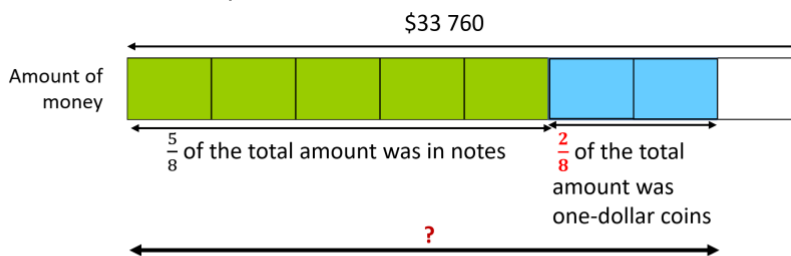 $33 760
Amount of
money
5/8 of the total amount was in notes
2/8 of the total
amount was
one-dollar coins
?